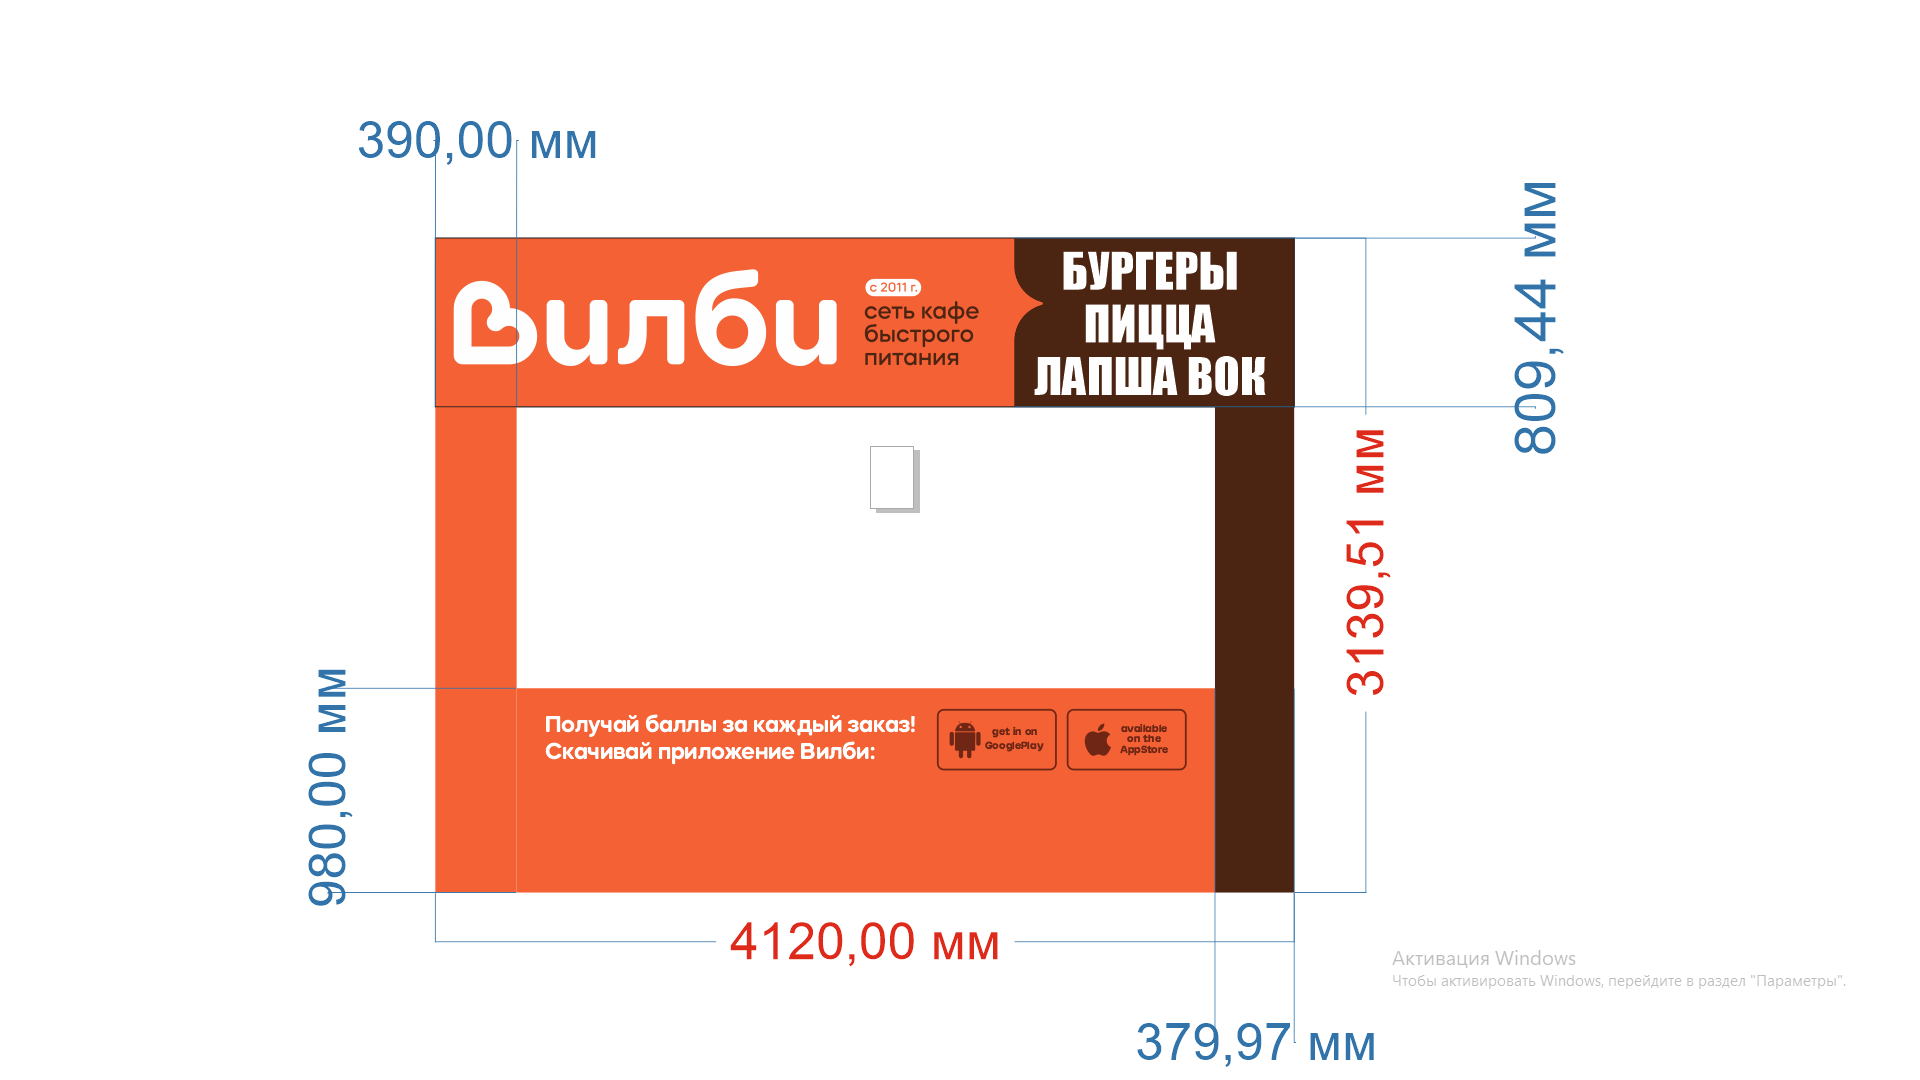 390,00 мм
809,44 мм
Вилби
с 2011 г.
сеть кафе
быстрого
питания
БУРГЕРЫ
ПИЦЦА
ЛАПША ВОК
3139,51 мм
980,00 мм
Получай баллы за каждый заказ!
Скачивай приложение Вилби:
get in on
GooglePlay
available
on the
AppStore
4120,00 мм
379,97 мм
Активация Windows
Чтобы активировать Windows, перейдите в раздел "Параметры".